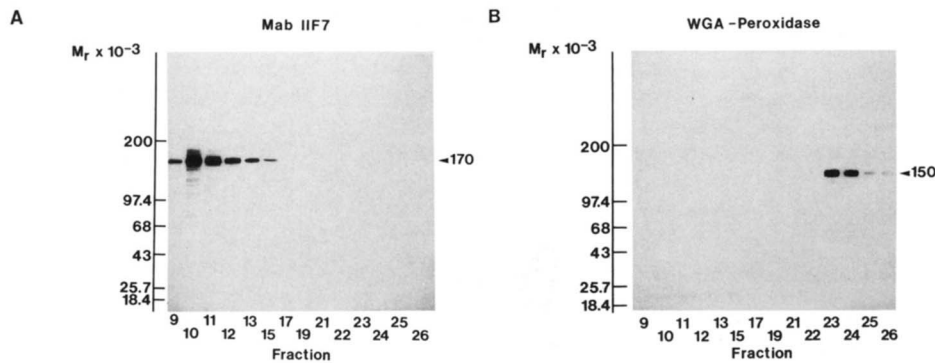 A
Mab IIF7
M_r x 10⁻³
200
97.4
68
43
25.7
18.4
◄170
9 11 13 17 21 23 25
10 12 15 19 22 24 26
Fraction
B
WGA - Peroxidase
M_r x 10⁻³
200
97.4
68
43
25.7
18.4
◄150
9 11 13 17 21 23 25
10 12 15 19 22 24 26
Fraction